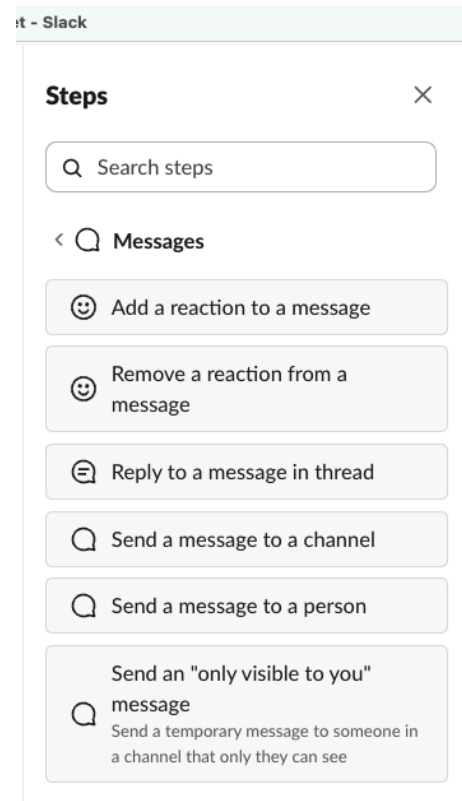 et - Slack
Steps
Search steps
Messages
Add a reaction to a message
Remove a reaction from a
message
Reply to a message in thread
Send a message to a channel
Send a message to a person
Send an "only visible to you"
message
Send a temporary message to someone in
a channel that only they can see